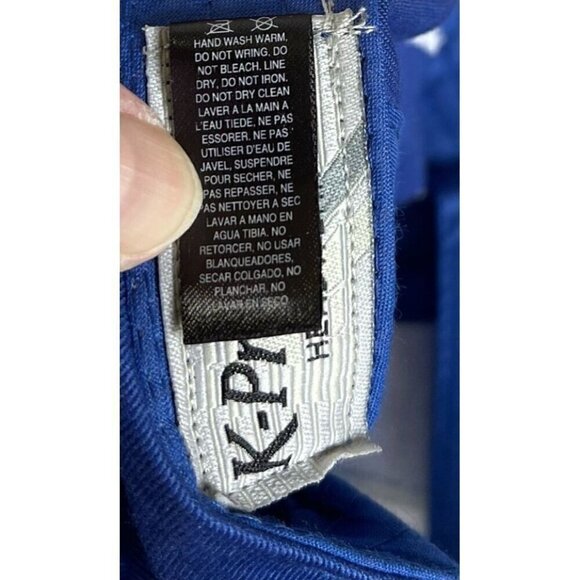 HAND WASH WARM,
DO NOT WRING. DO
NOT BLEACH. LINE
DRY, DO NOT IRON.
DO NOT DRY CLEAN
LAVER A LA MAIN A
L'EAU TIEDE. NE PAS
ESSORER. NE PAS
UTILISER D'EAU DE
JAVEL, SUSPENDRE
POUR SECHER, NE
PAS REPASSER, NE
PAS NETTOYER A SEC
LAVAR A MANO EN
AGUA TIBIA. NO
RETORCER, NO USAR
BLANQUEADORES,
SECAR COLGADO, NO
PLANCHAR, NO
LAVAR EN SECO.
K-Pr